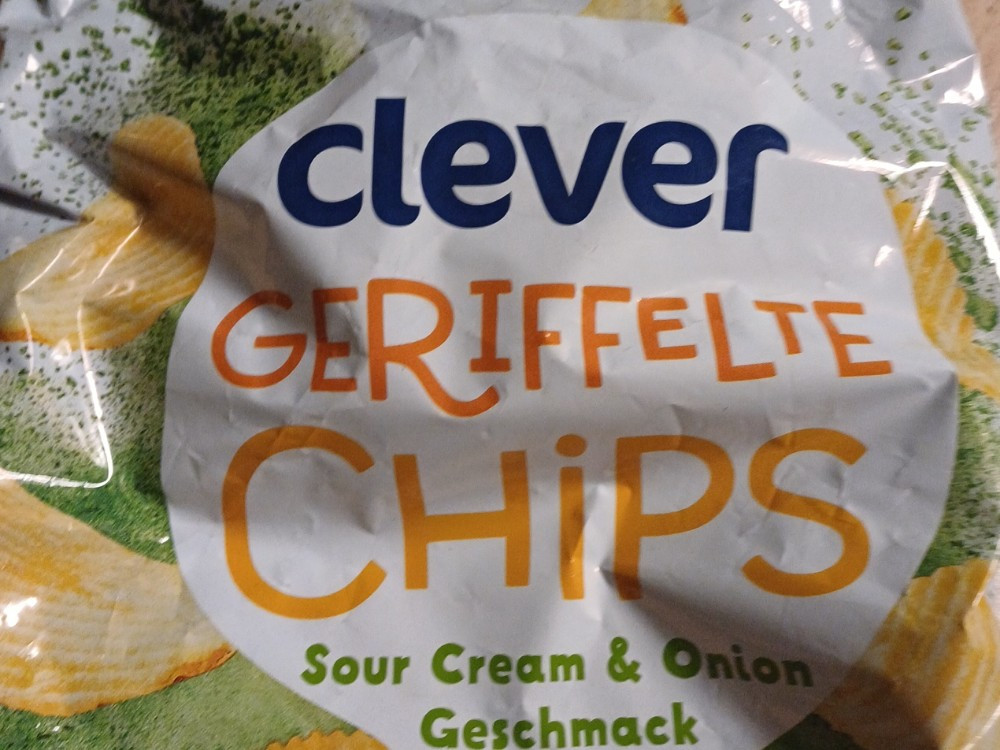 clever
GERIFFELTE
CHiPS
Sour Cream & Onion
Geschmack